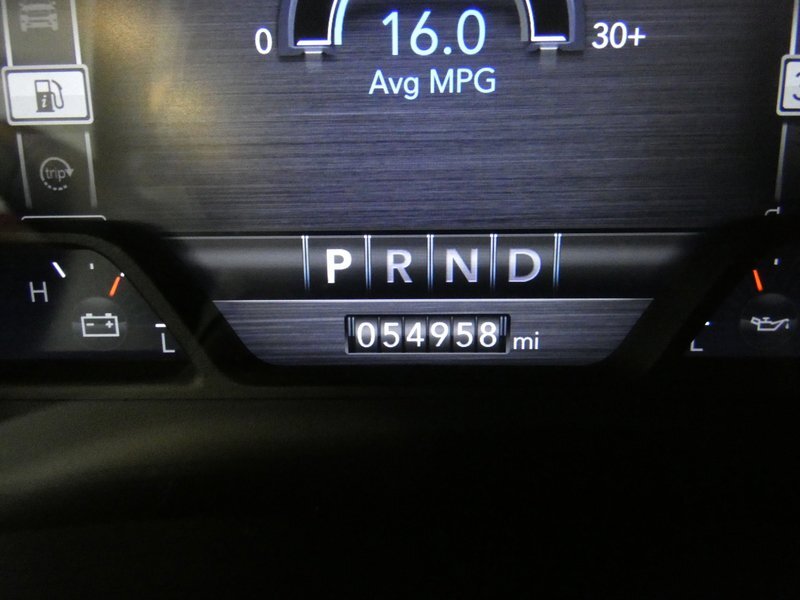 0 16.0 30+
Avg MPG
i
trip
P R N D
H
L
054958 mi
L